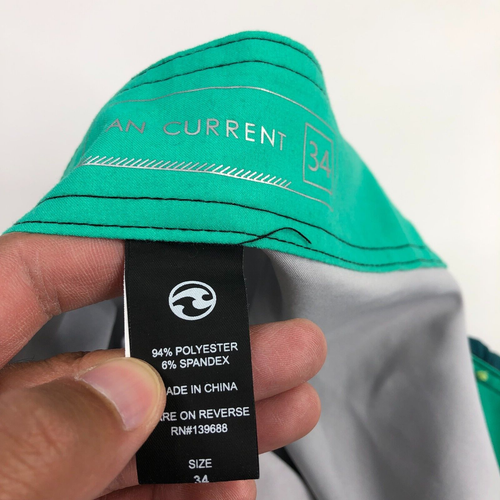 AN CURRENT
34
94% POLYESTER
6% SPANDEX
ADE IN CHINA
ARE ON REVERSE
RN#139688
SIZE
34